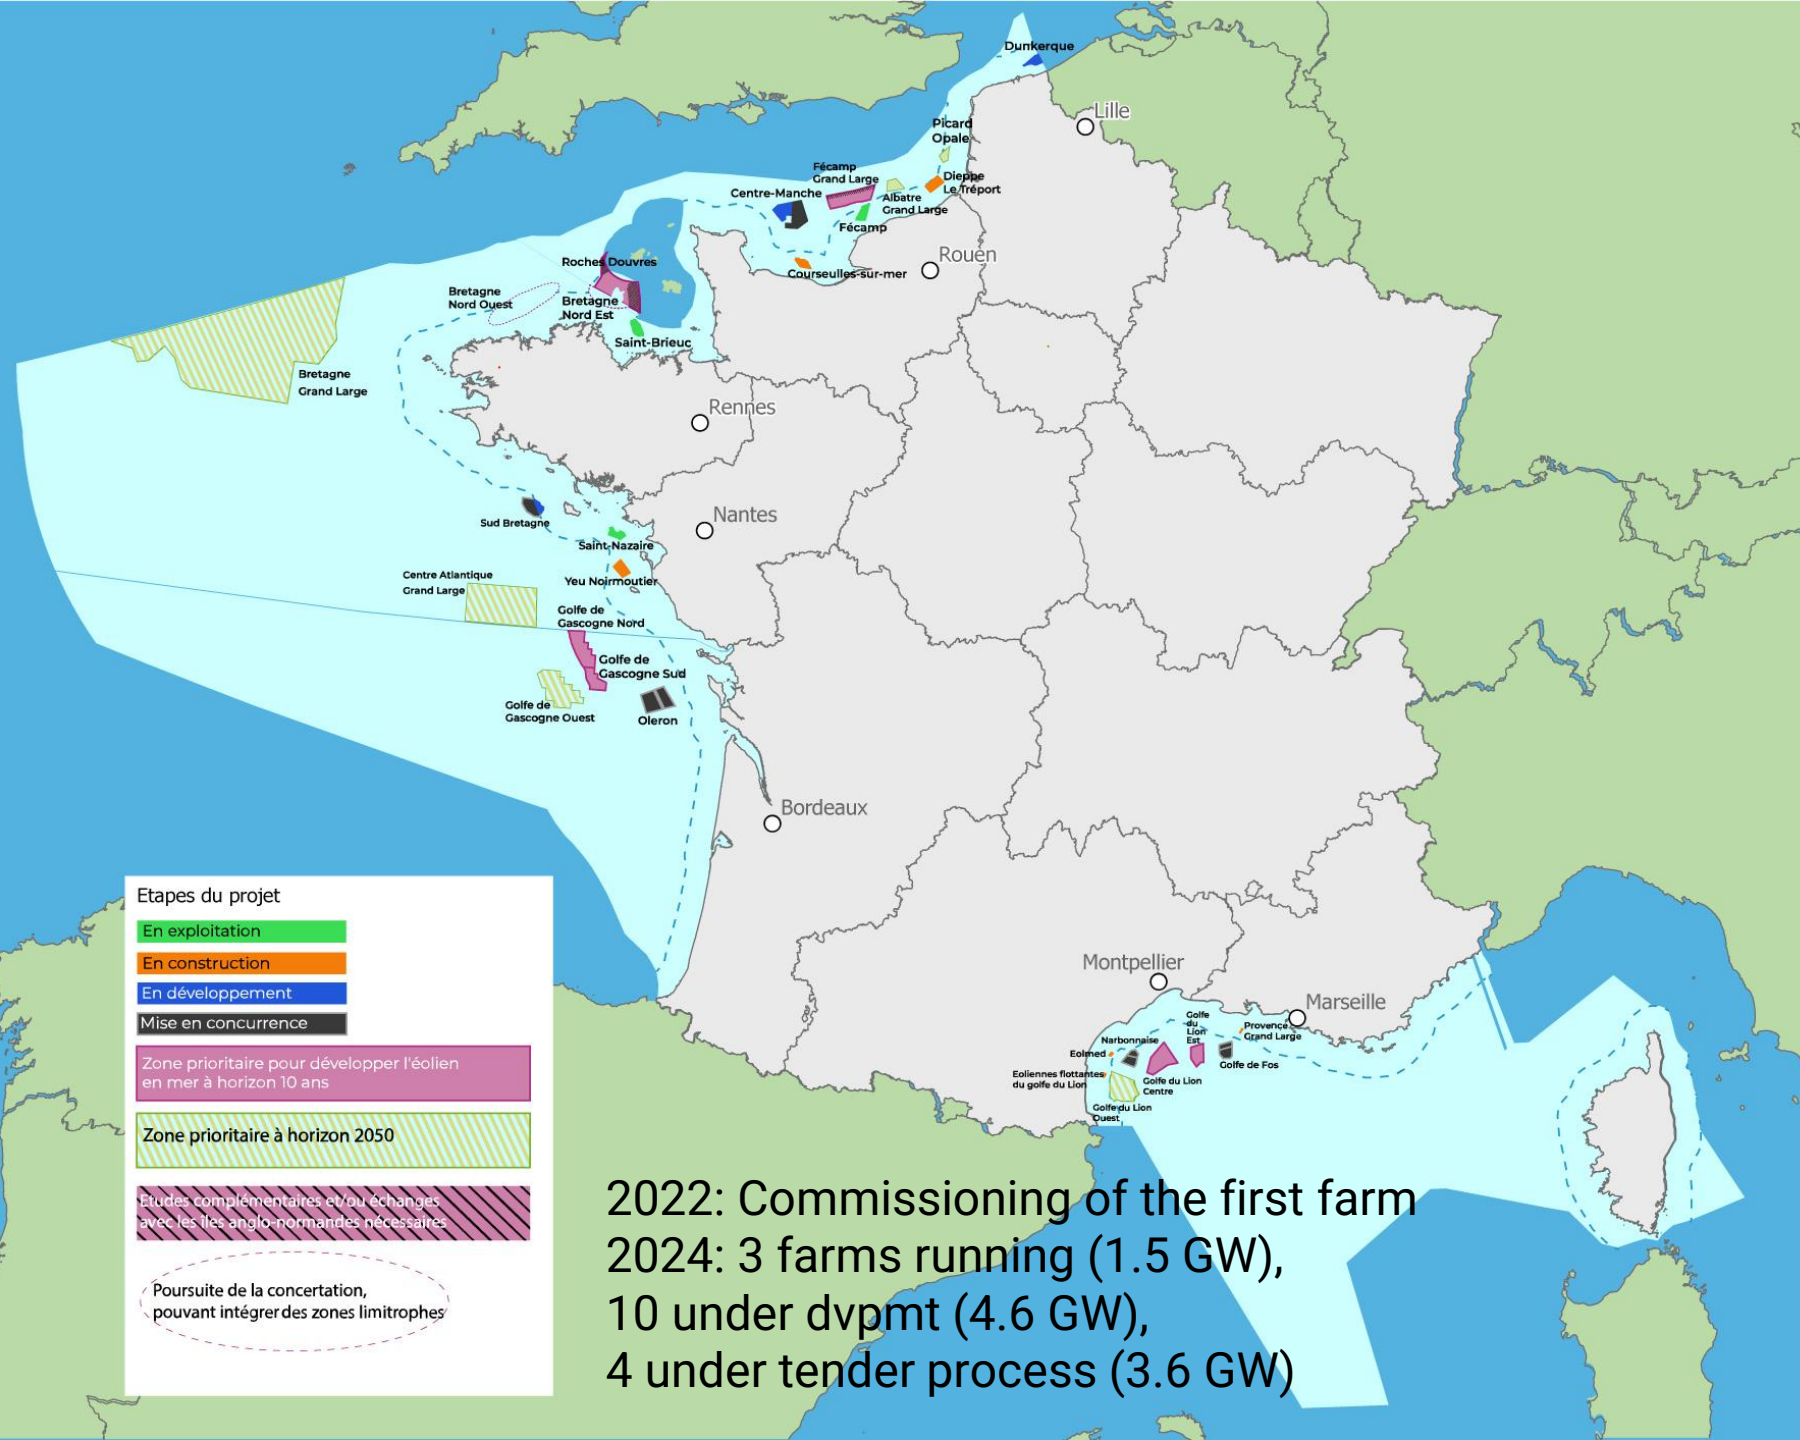 Dunkerque
Lille
Picard
Opale
Fécamp
Grand Large
Dieppe
Le Tréport
Centre-Manche
Albatre
Grand Large
Fécamp
Rouen
Roches Douvres
Courseulles-sur-mer
Bretagne
Nord Ouest
Bretagne
Nord Est
Saint-Brieuc
Bretagne
Grand Large
Rennes
Nantes
Sud Bretagne
Saint-Nazaire
Yeu Noirmoutier
Centre Atlantique
Grand Large
Golfe de
Gascogne Nord
Golfe de
Gascogne Sud
Golfe de
Gascogne Ouest
Oleron
Bordeaux
Montpellier
Marseille
Golfe
du
Lion
Est
Provence
Grand Large
Narbonnaise
Eolmed
Golfe de Fos
Eoliennes flottantes
du golfe du Lion
Golfe du Lion
Centre
Golfe du Lion
Ouest
Etapes du projet
En exploitation
En construction
En développement
Mise en concurrence
Zone prioritaire pour développer l'éolien
en mer à horizon 10 ans
Zone prioritaire à horizon 2050
Etudes complémentaires et/ou échanges
avec les îles anglo-normandes nécessaires
Poursuite de la concertation,
pouvant intégrer des zones limitrophes
2022: Commissioning of the first farm
2024: 3 farms running (1.5 GW),
10 under dvpmt (4.6 GW),
4 under tender process (3.6 GW)